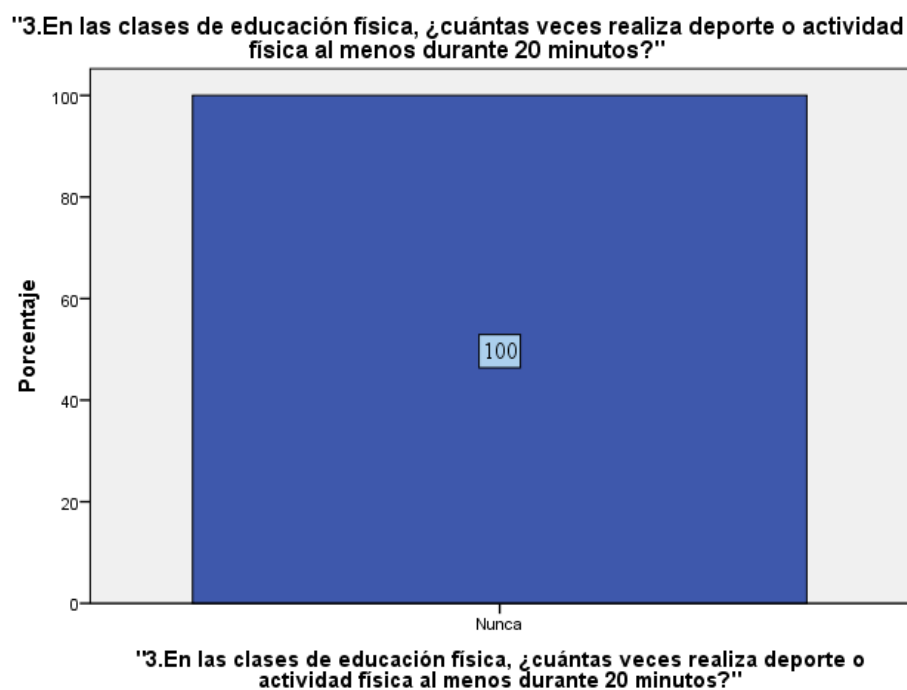 "3.En las clases de educación física, ¿cuántas veces realiza deporte o actividad
física al menos durante 20 minutos?"
100
80
60
40
20
0
Porcentaje
100
Nunca
"3.En las clases de educación física, ¿cuántas veces realiza deporte o
actividad física al menos durante 20 minutos?"